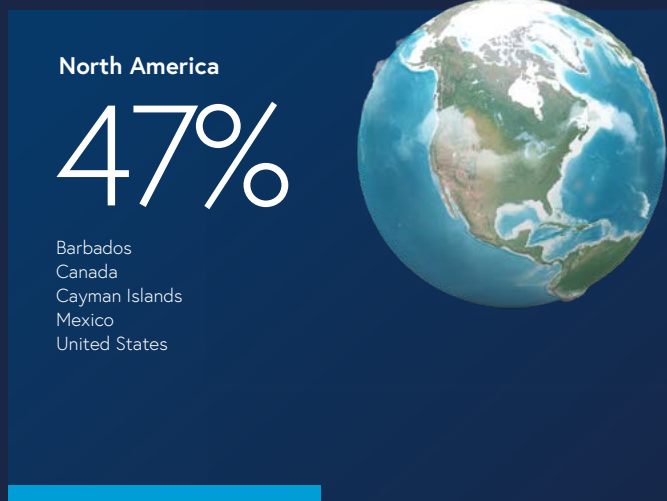 North America
47%
Barbados
Canada
Cayman Islands
Mexico
United States